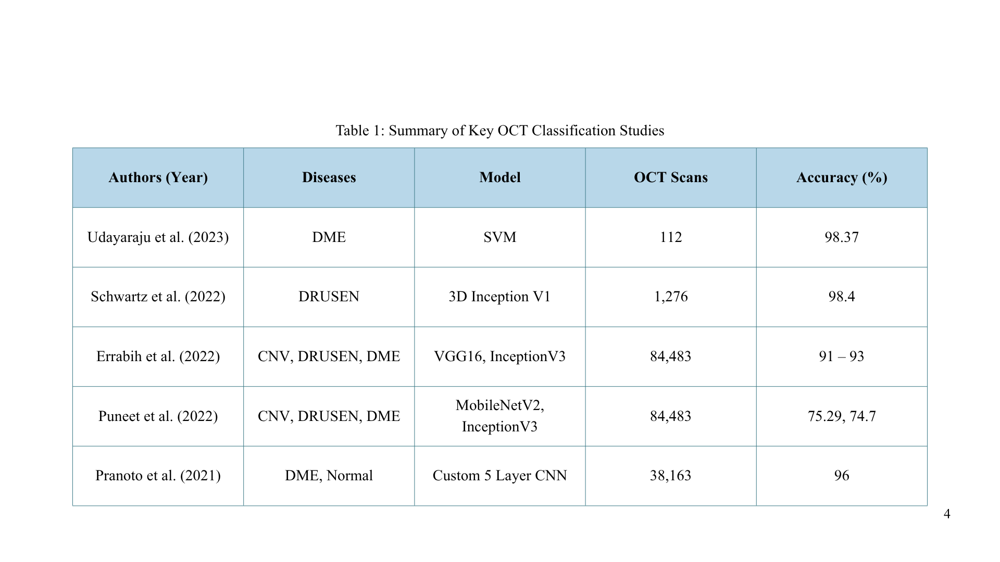 Table 1: Summary of Key OCT Classification Studies
Authors (Year) Diseases Model OCT Scans Accuracy (%)
Udayaraju et al. (2023) DME SVM 112 98.37
Schwartz et al. (2022) DRUSEN 3D Inception V1 1,276 98.4
Errabih et al. (2022) CNV, DRUSEN, DME VGG16, InceptionV3 84,483 91 – 93
Puneet et al. (2022) CNV, DRUSEN, DME MobileNetV2,
InceptionV3 84,483 75.29, 74.7
Pranoto et al. (2021) DME, Normal Custom 5 Layer CNN 38,163 96
4